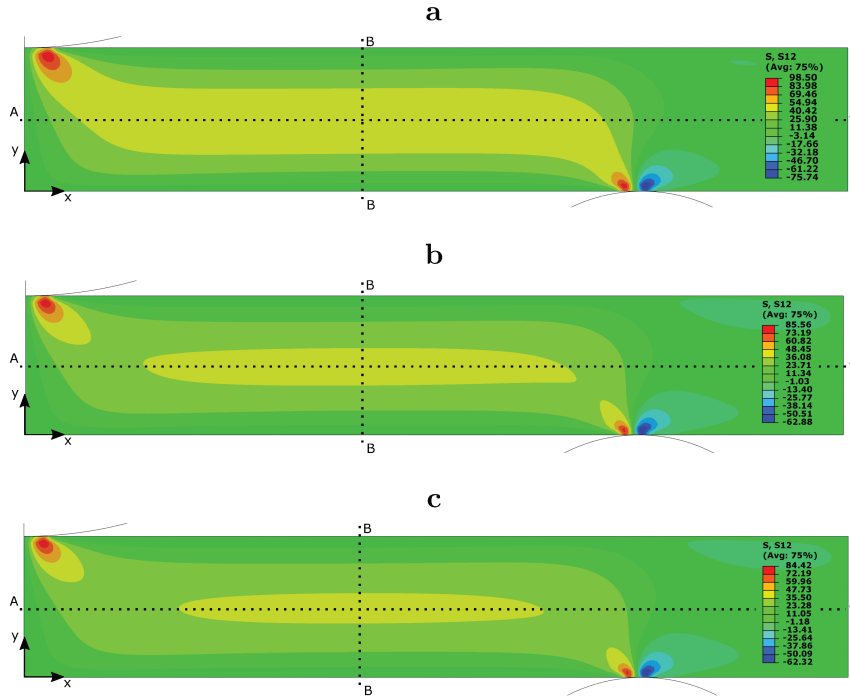 a
B
S, S12
(Avg: 75%)
98.50
83.98
69.46
54.94
40.42
25.90
11.38
-3.14
-17.66
-32.18
-46.70
-61.22
-75.74
A
A
y
x
B
b
B
S, S12
(Avg: 75%)
85.56
73.19
60.82
48.45
36.08
23.71
11.34
-1.03
-13.40
-25.77
-38.14
-50.51
-62.88
A
y
x
B
c
B
S, S12
(Avg: 75%)
84.42
72.19
59.96
47.73
35.50
23.28
11.05
-1.18
-13.41
-25.64
-37.86
-50.09
-62.32
A
y
x
B